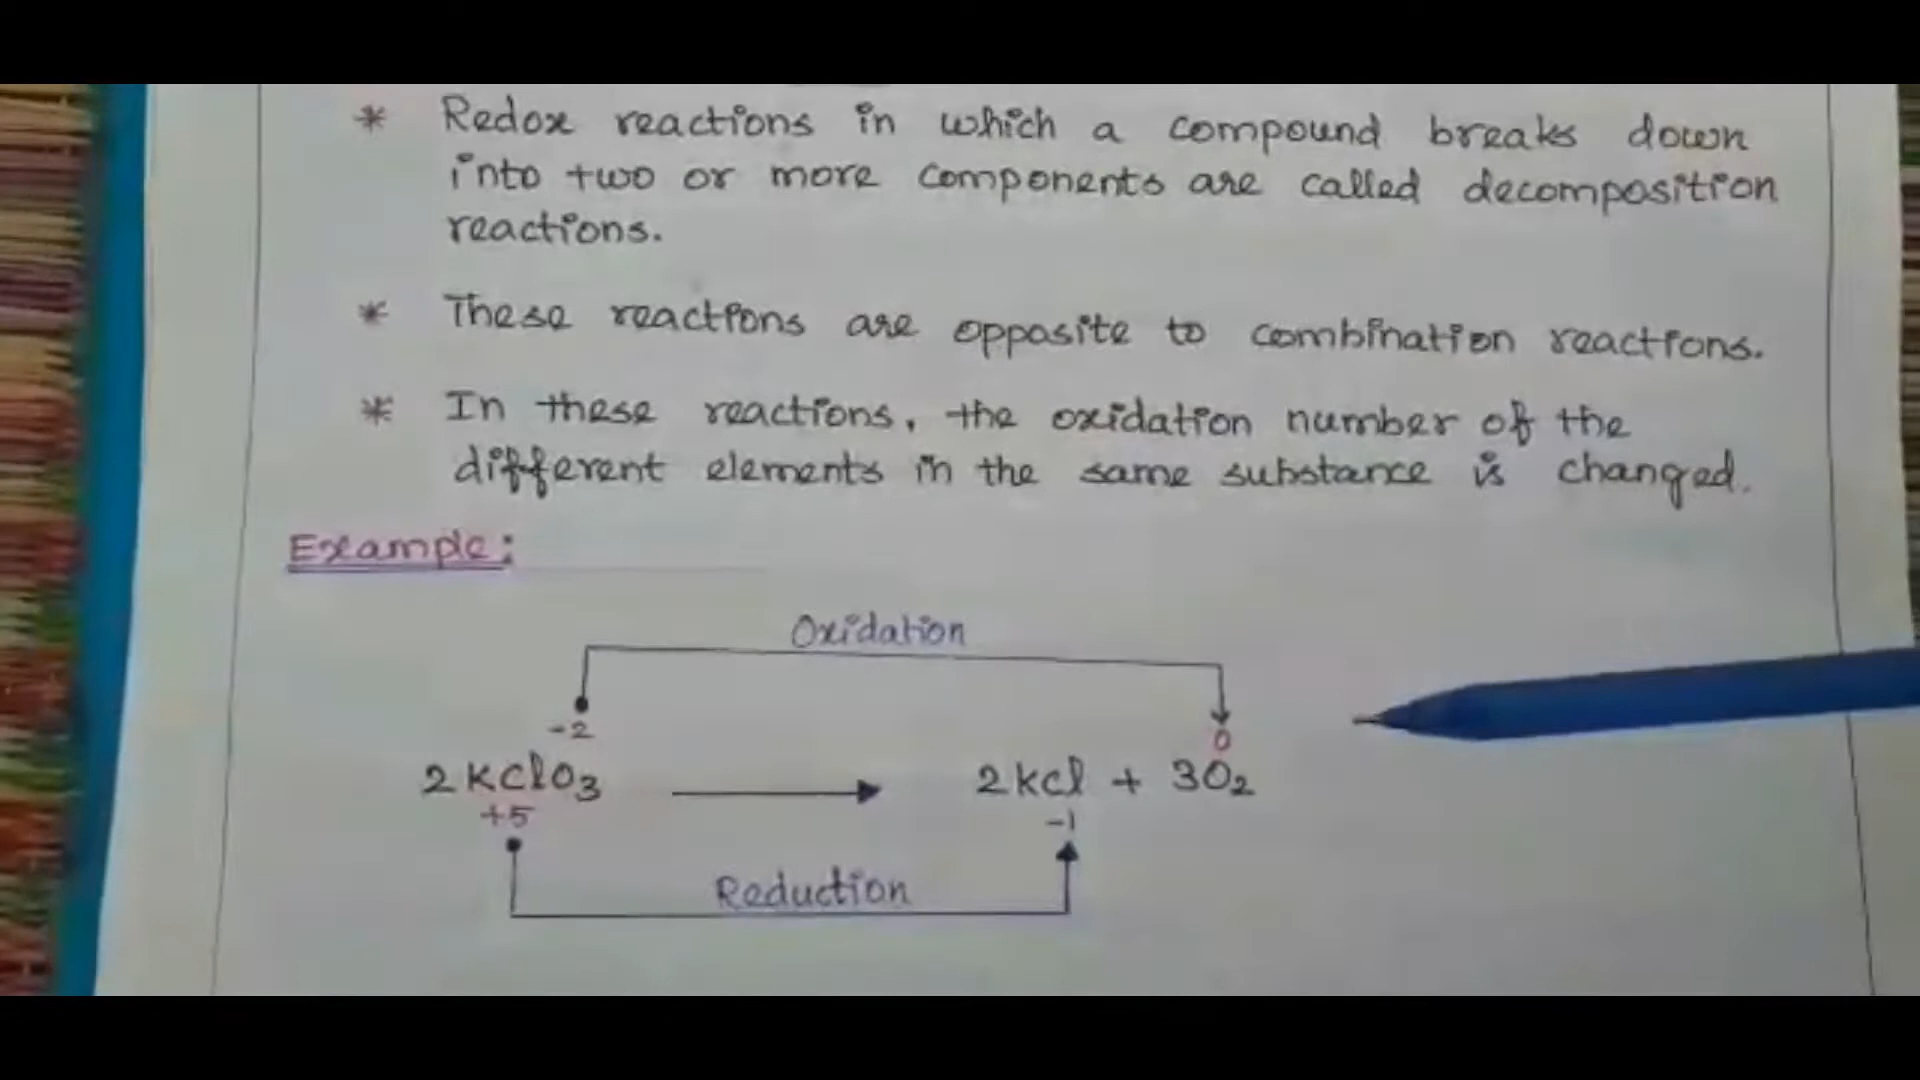 * Redox reactions in which a compound breaks down
into two or more components are called decomposition
reactions.
* These reactions are opposite to combination reactions.
* In these reactions, the oxidation number of the
different elements in the same substance is changed.
Example:
Oxidation
-2 0
2KClO₃ → 2KCl + 3O₂
+5 -1
Reduction